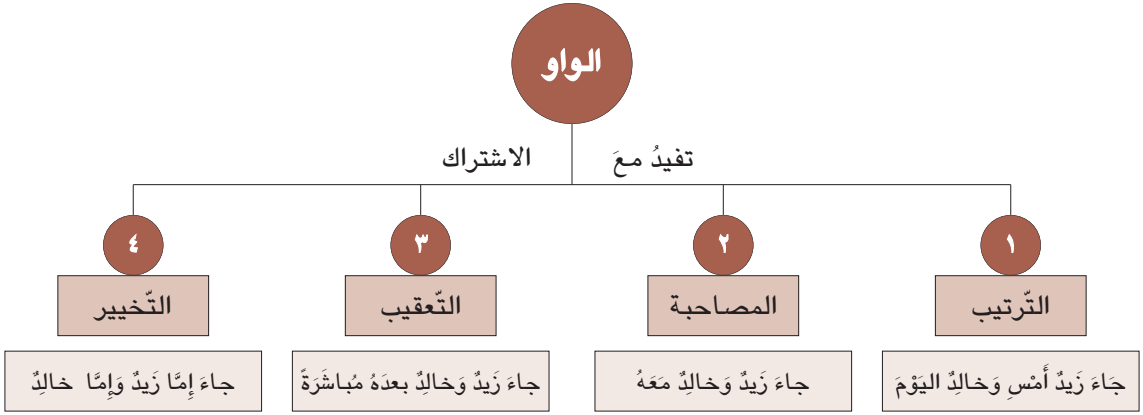 الواو
تفيدُ معَ الاشتراك
١
٢
٣
٤
التّرتيب
المصاحبة
التّعقيب
التّخيير
جَاءَ زَيدٌ أَمْسِ وَخالِدٌ اليَوْمَ
جاءَ زَيدٌ وَخالِدٌ مَعَهُ
جاءَ زَيدٌ وَخالِدٌ بعدَهُ مُباشَرَةً
جاءَ إِمَّا زَيدٌ وَإِمَّا خالِدٌ